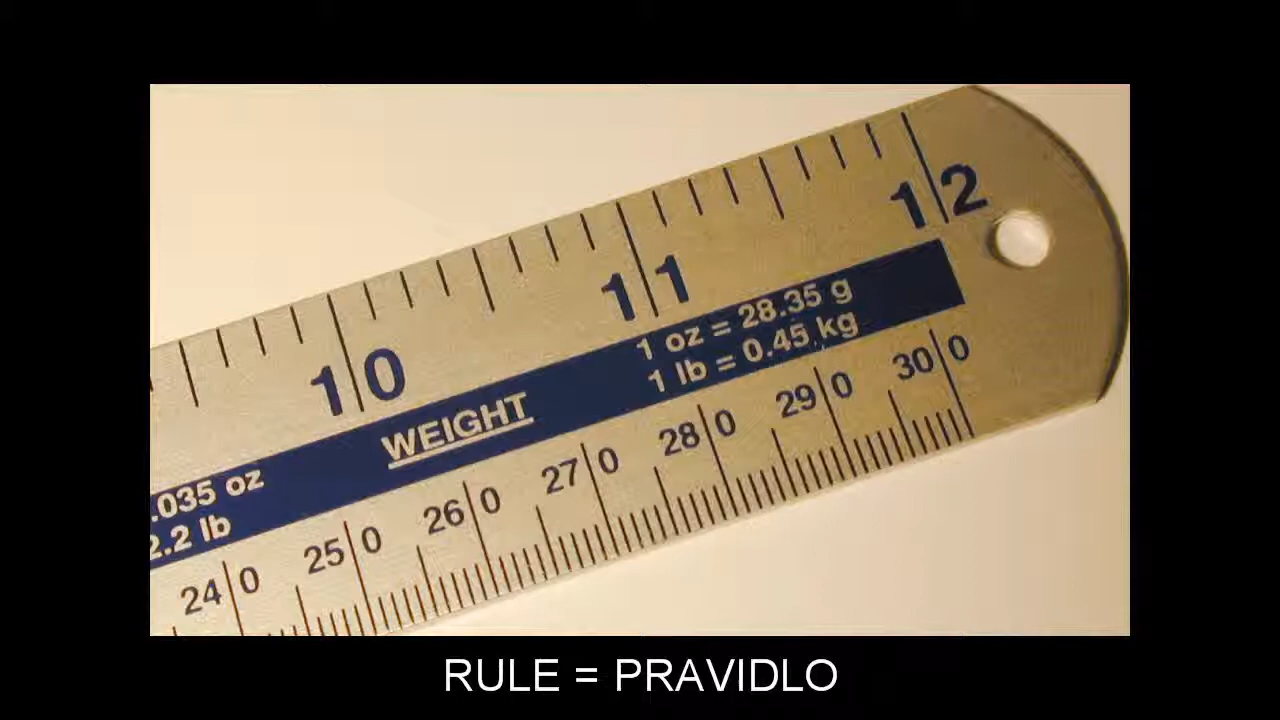 10 11 12
WEIGHT
1 oz = 28.35 g
1 lb = 0.45 kg
.035 oz
2.2 lb
240 250 260 270 280 290 300
RULE = PRAVIDLO